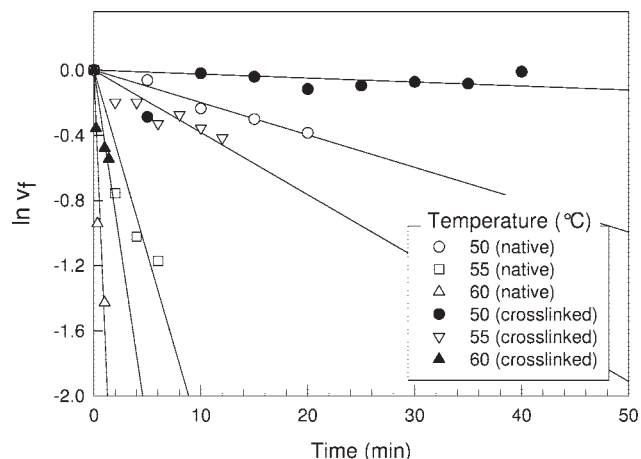 0.0
-0.4
-0.8
-1.2
-1.6
-2.0
ln vf
0 10 20 30 40 50
Time (min)
Temperature (°C)
50 (native)
55 (native)
60 (native)
50 (crosslinked)
55 (crosslinked)
60 (crosslinked)